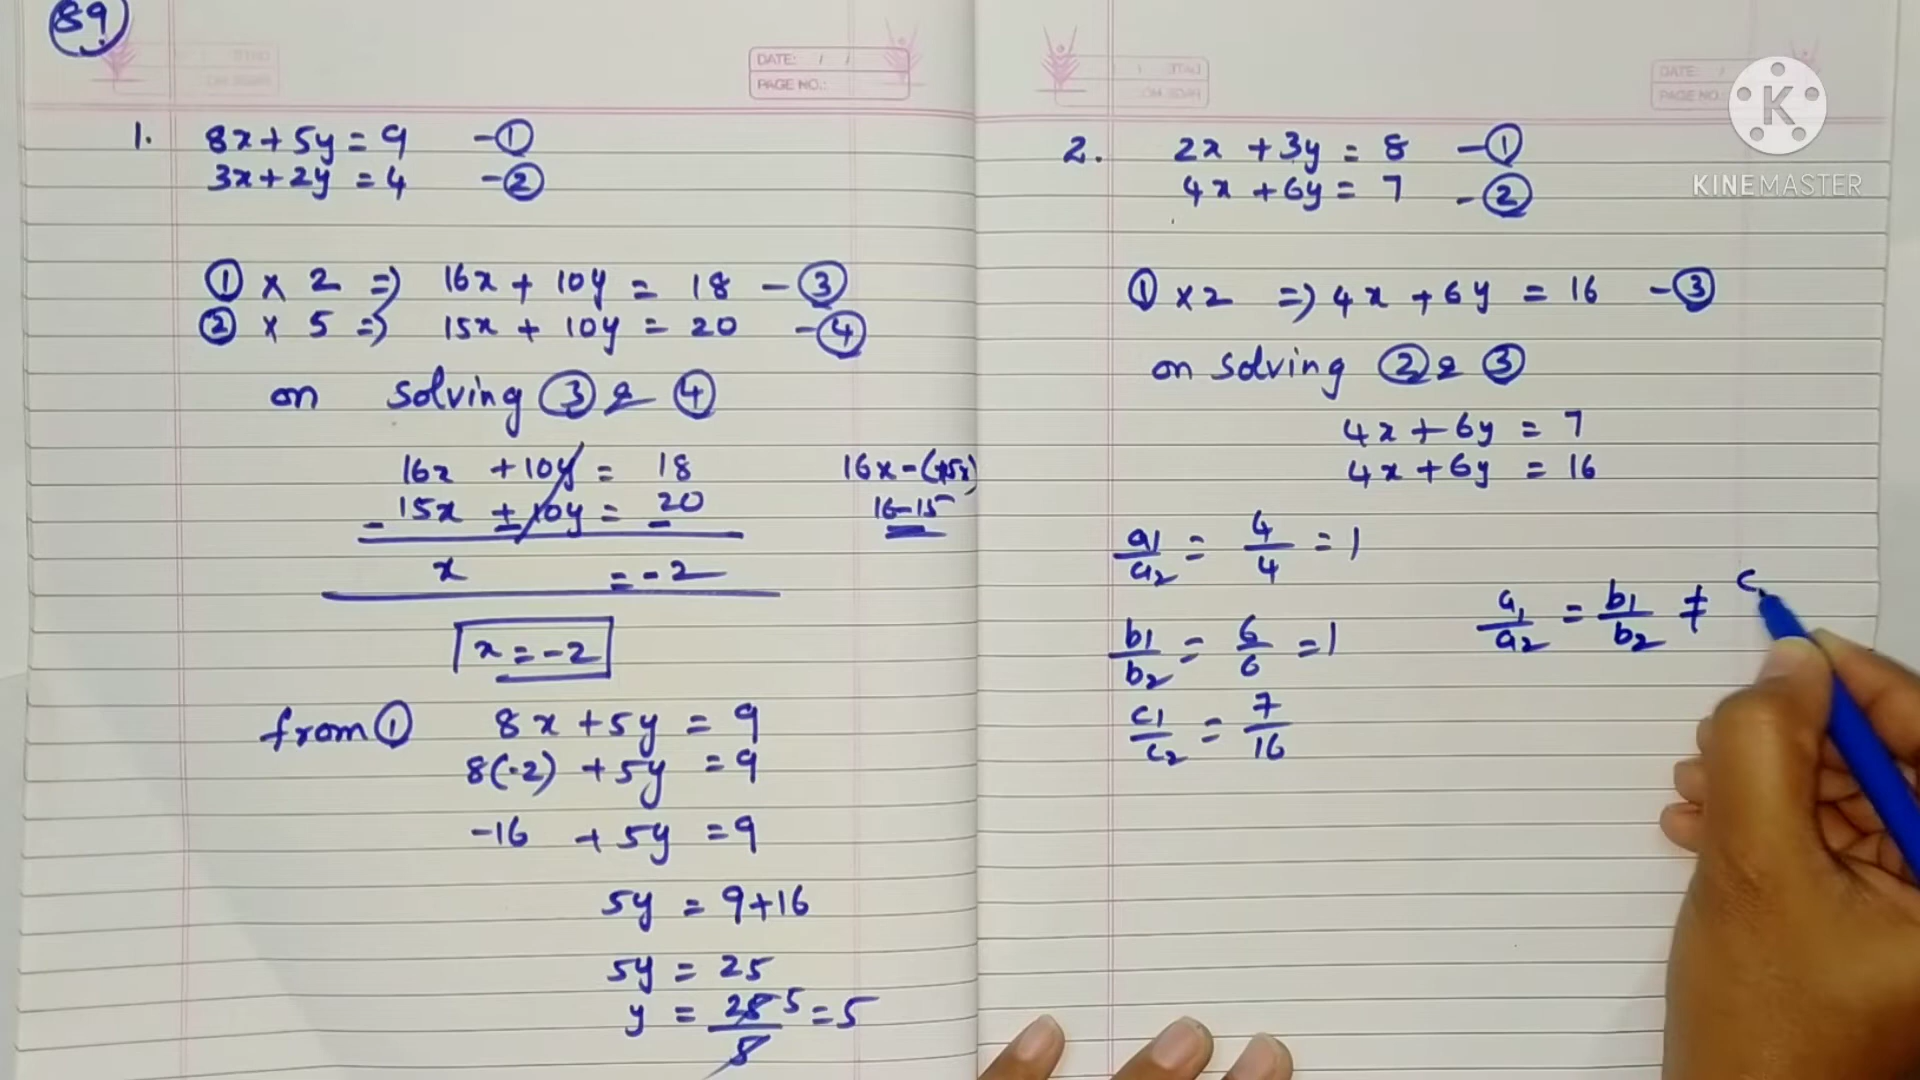 89
DATE: / /
PAGE NO.:
1. 8x + 5y = 9 - ①
3x + 2y = 4 - ②
① × 2 => 16x + 10y = 18 - ③
② × 5 => 15x + 10y = 20 - ④
on solving ③ & ④
16x + 10y = 18
- 15x ± 10y = - 20
x = -2
x = -2
16x - (+15x)
16-15
from ① 8x + 5y = 9
8(-2) + 5y = 9
-16 + 5y = 9
5y = 9+16
5y = 25
y = 25/5 5 = 5
DATE: /
PAGE NO.
K
KINEMASTER
2. 2x + 3y = 8 - ①
4x + 6y = 7 - ②
① × 2 => 4x + 6y = 16 - ③
on solving ② & ③
4x + 6y = 7
4x + 6y = 16
a1/a2 = 4/4 = 1
a1/a2 = b1/b2 ≠ c
b1/b2 = 6/6 = 1
c1/c2 = 7/16